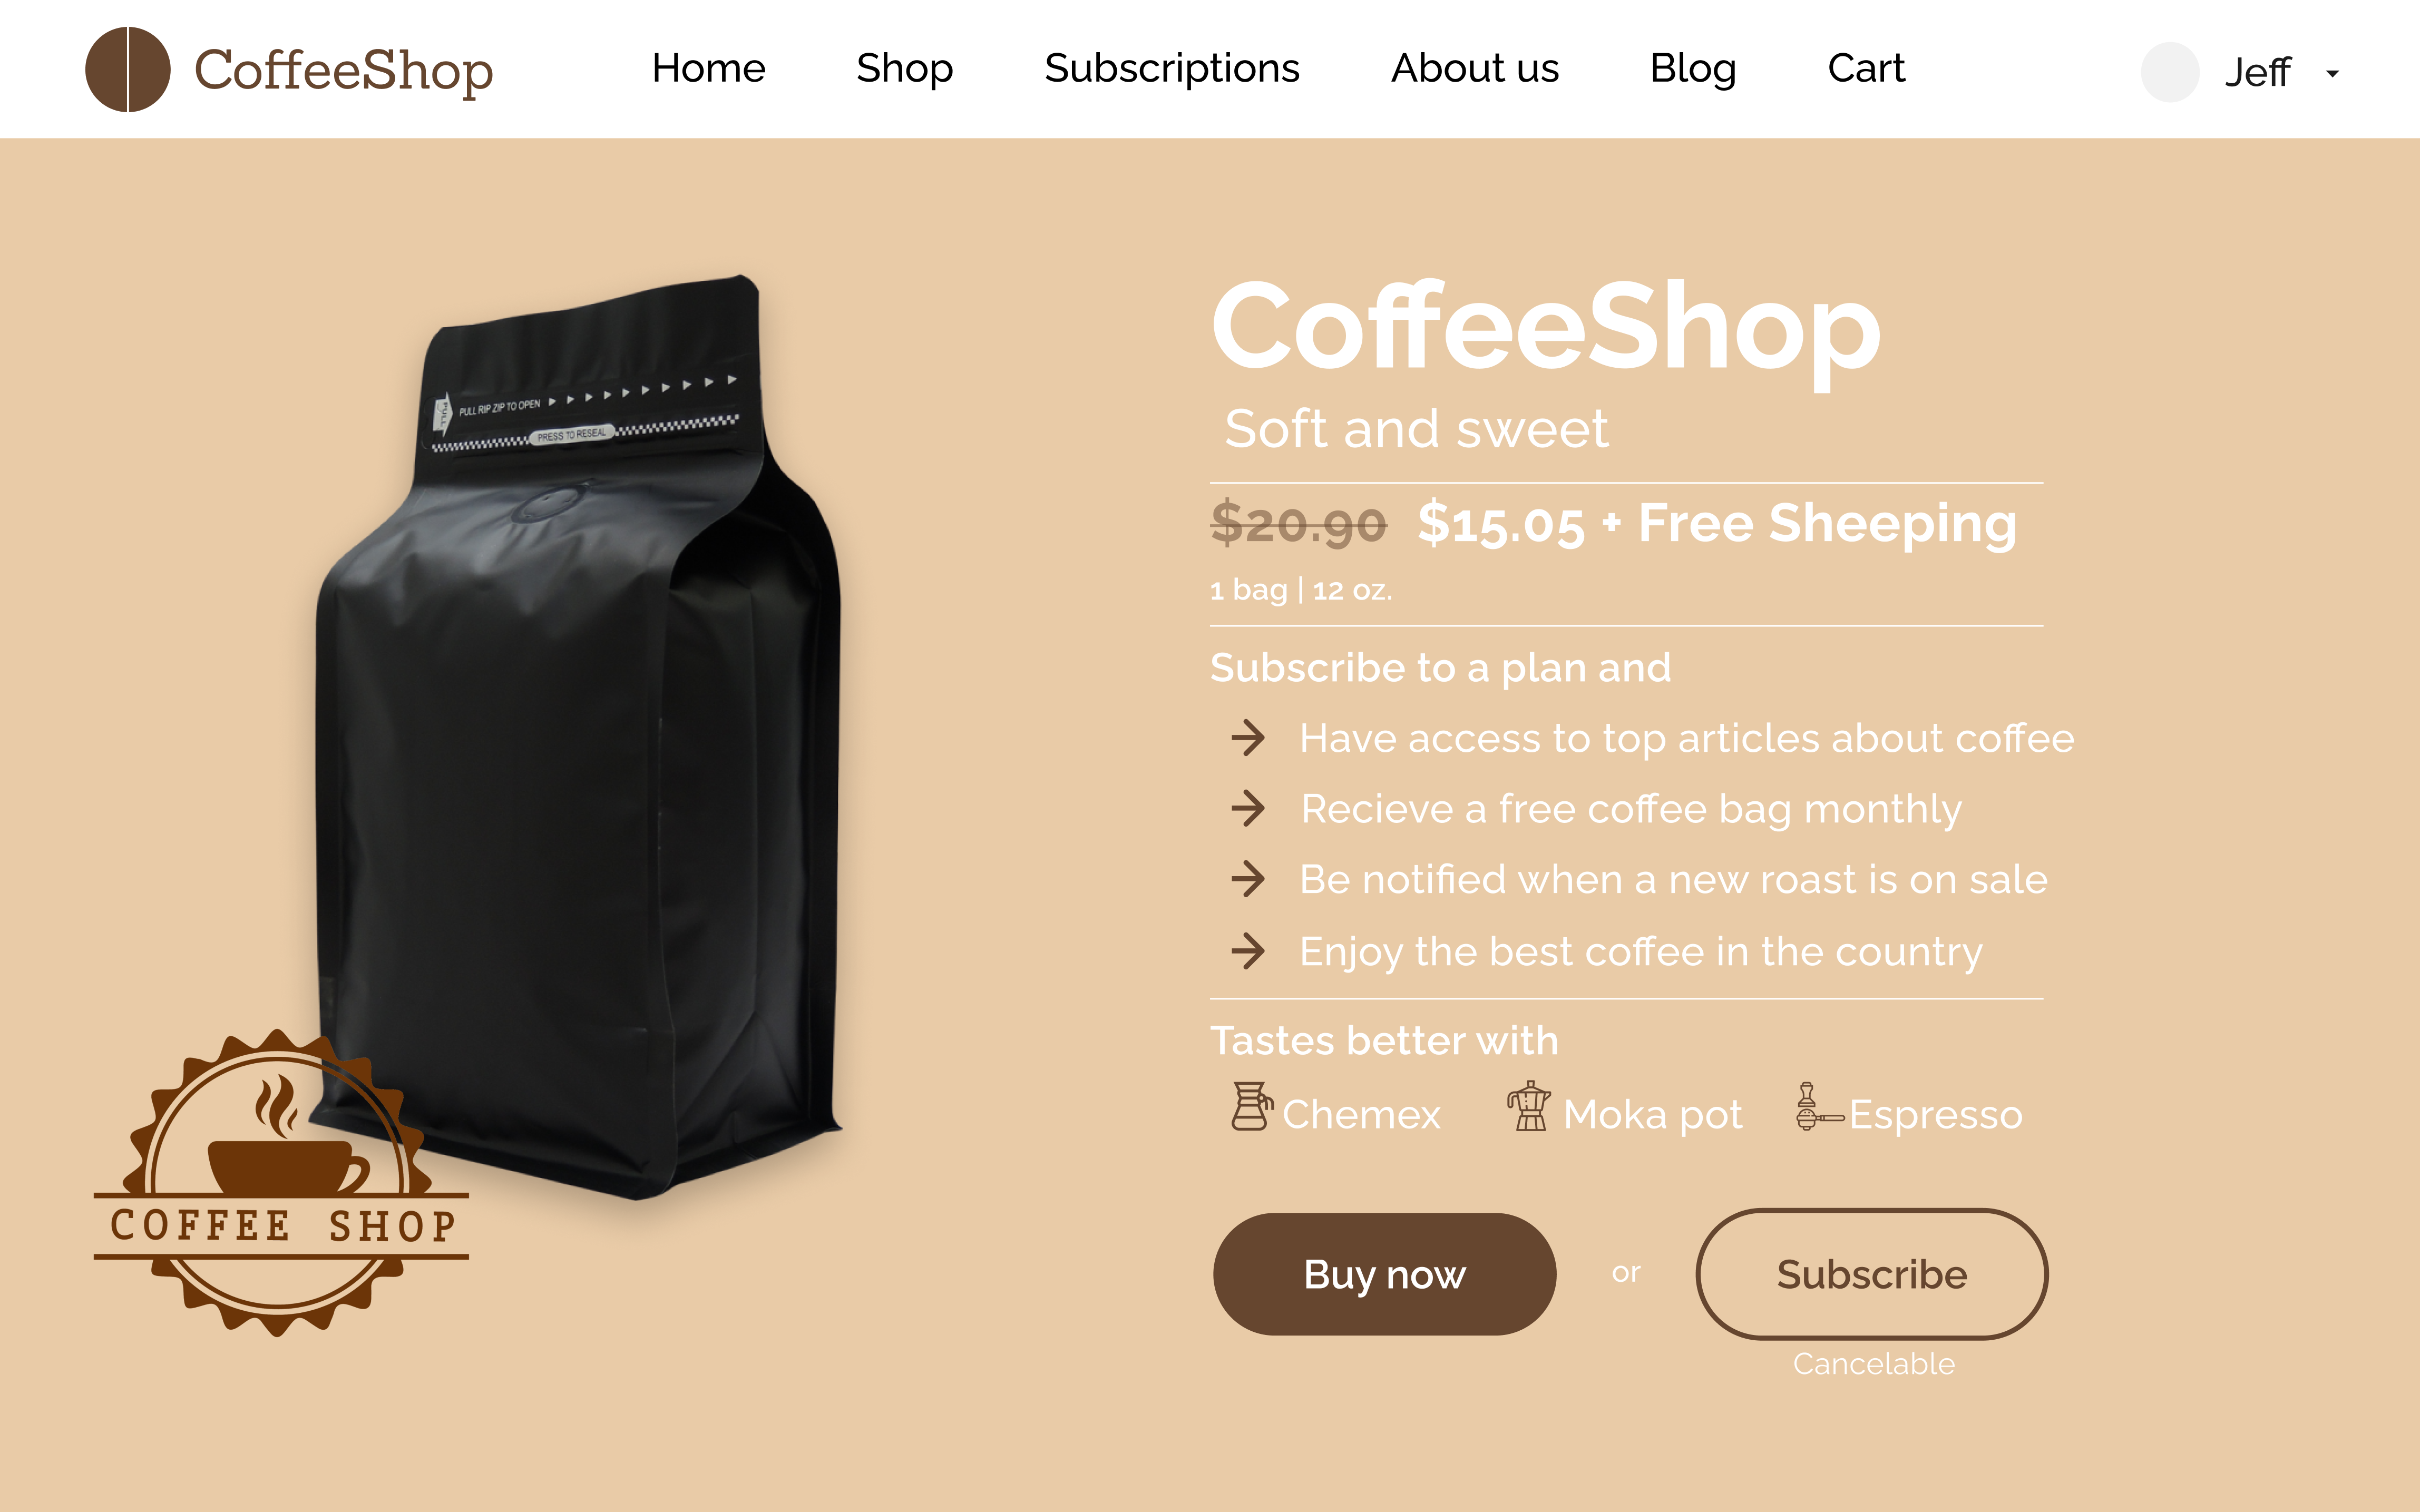 CoffeeShop
Home Shop Subscriptions About us Blog Cart
Jeff
PULL
PULL RIP ZIP TO OPEN
PRESS TO RESEAL
COFFEE SHOP
CoffeeShop
Soft and sweet
$20.90 $15.05 + Free Sheeping
1 bag | 12 oz.
Subscribe to a plan and
Have access to top articles about coffee
Recieve a free coffee bag monthly
Be notified when a new roast is on sale
Enjoy the best coffee in the country
Tastes better with
Chemex Moka pot Espresso
Buy now or Subscribe
Cancelable